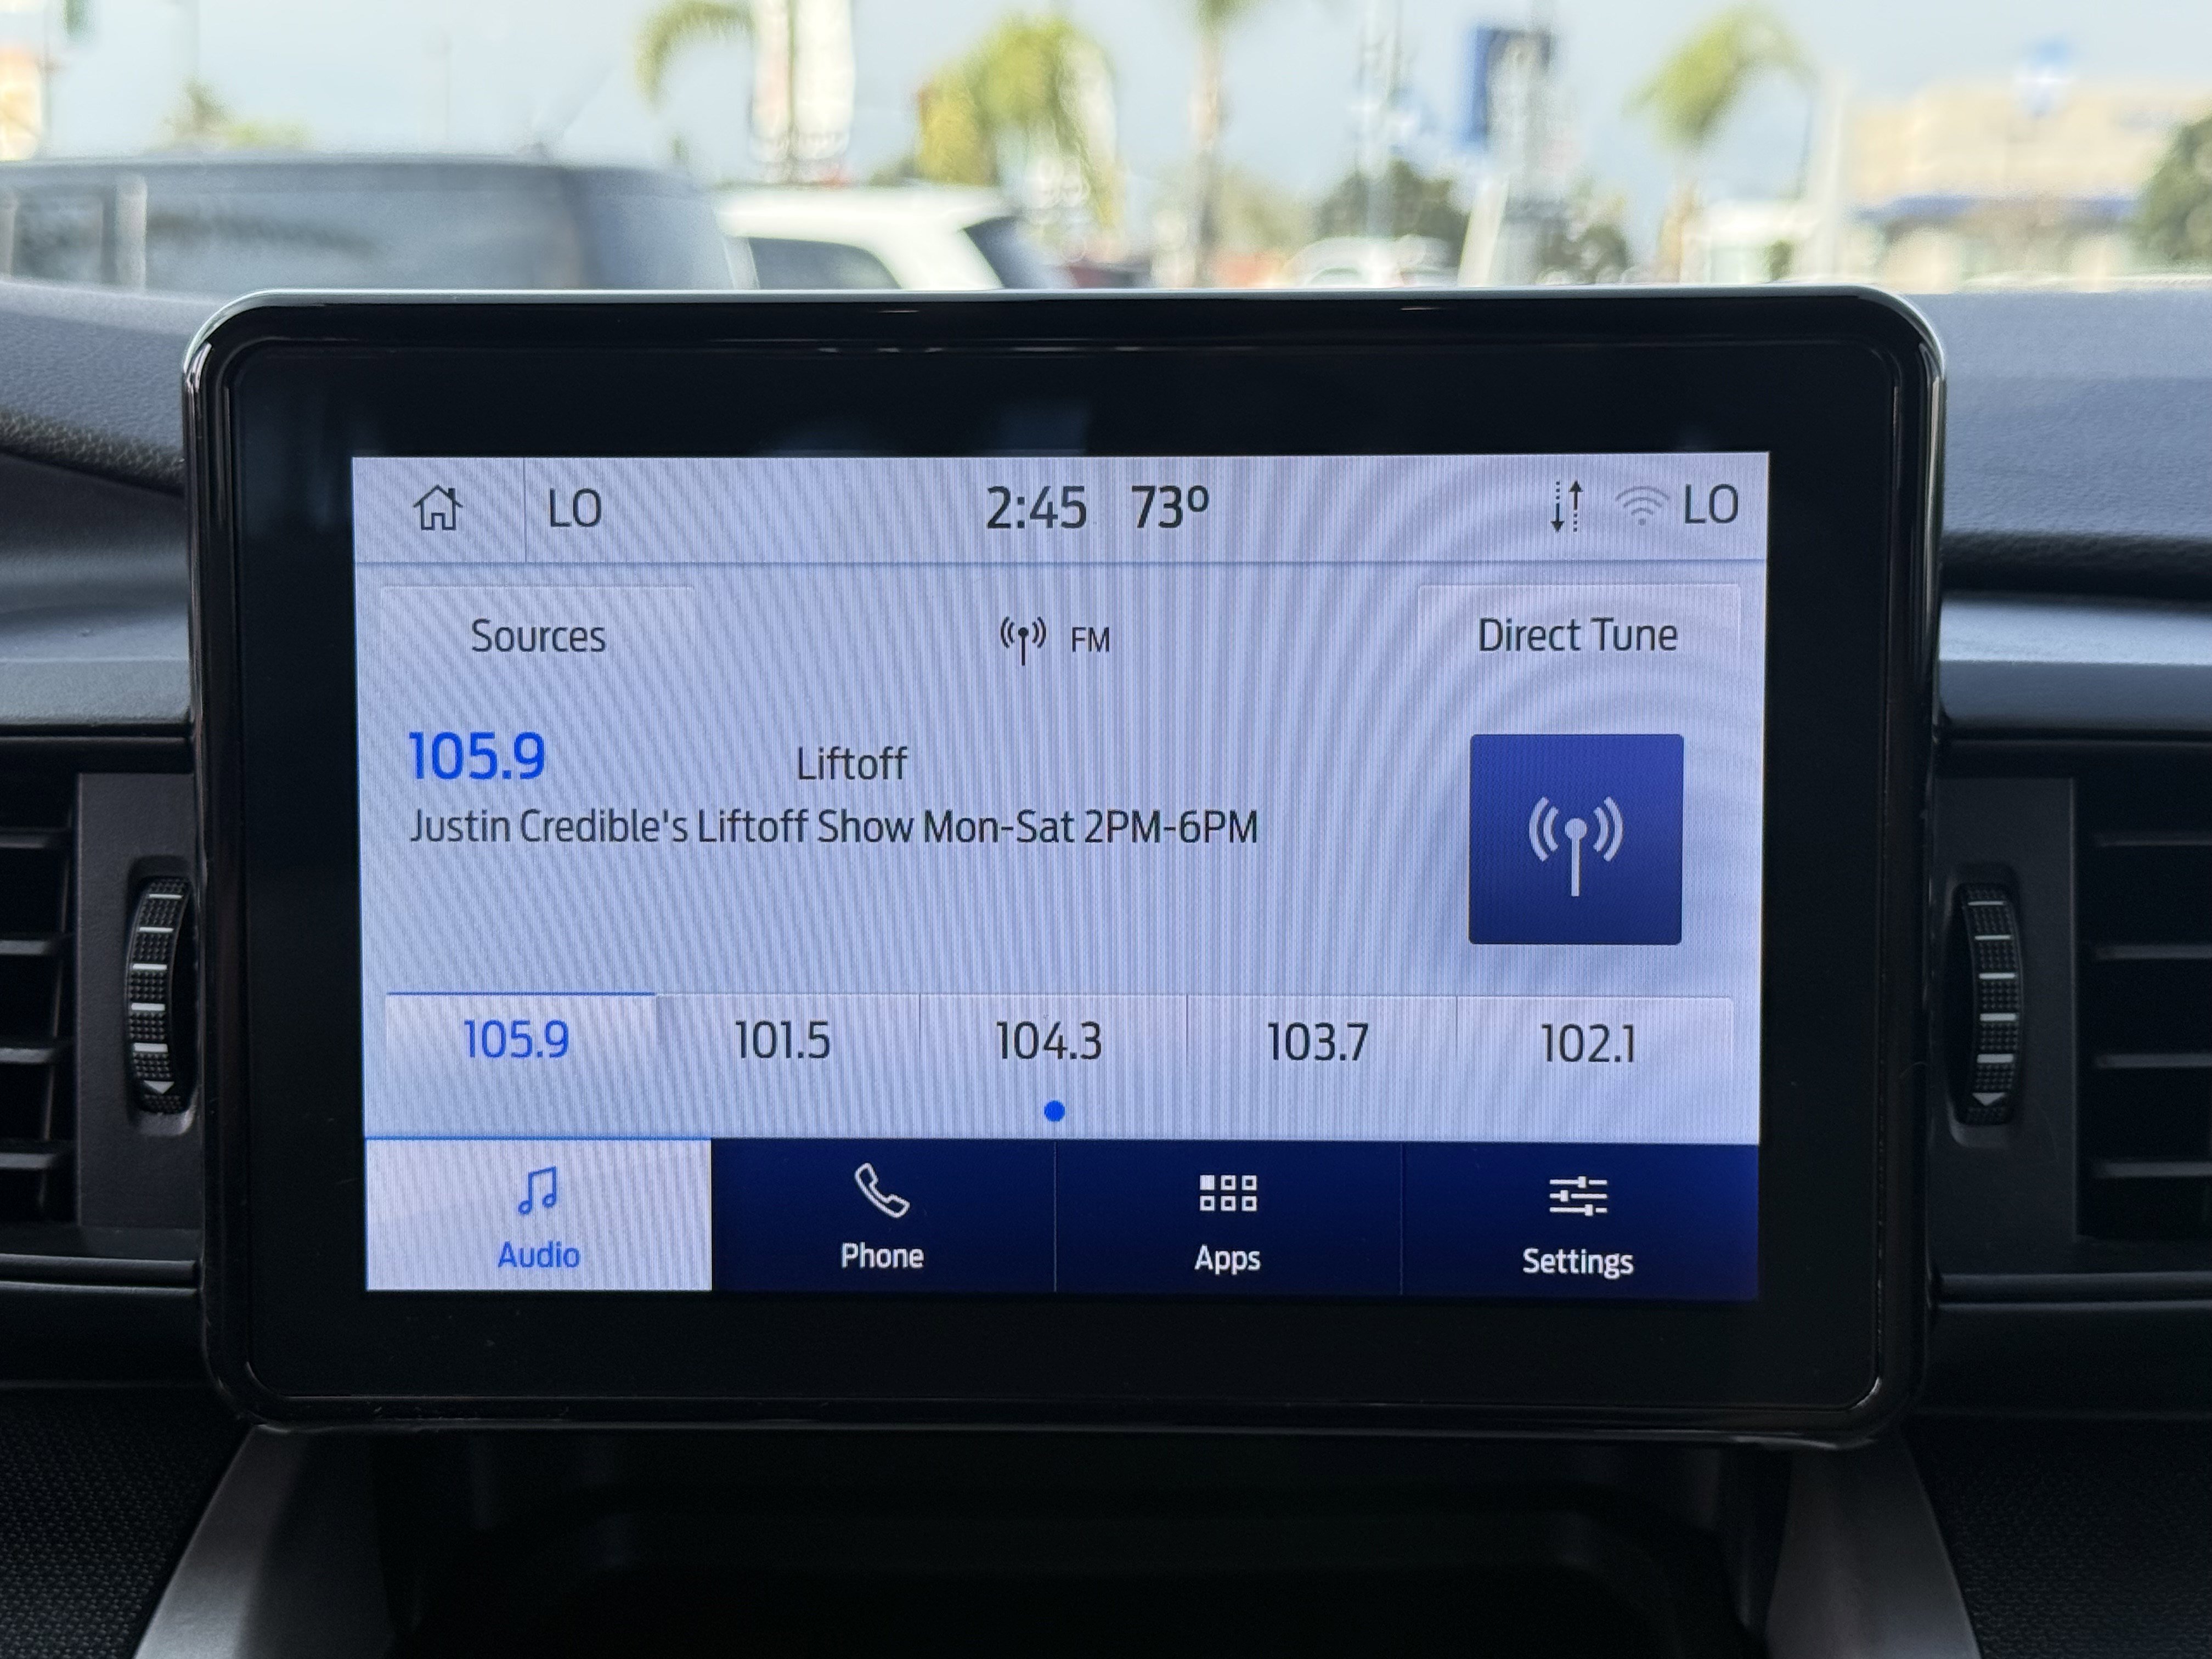 LO 2:45 73º LO
Sources FM Direct Tune
105.9 Liftoff
Justin Credible's Liftoff Show Mon-Sat 2PM-6PM
105.9 101.5 104.3 103.7 102.1
Audio Phone Apps Settings